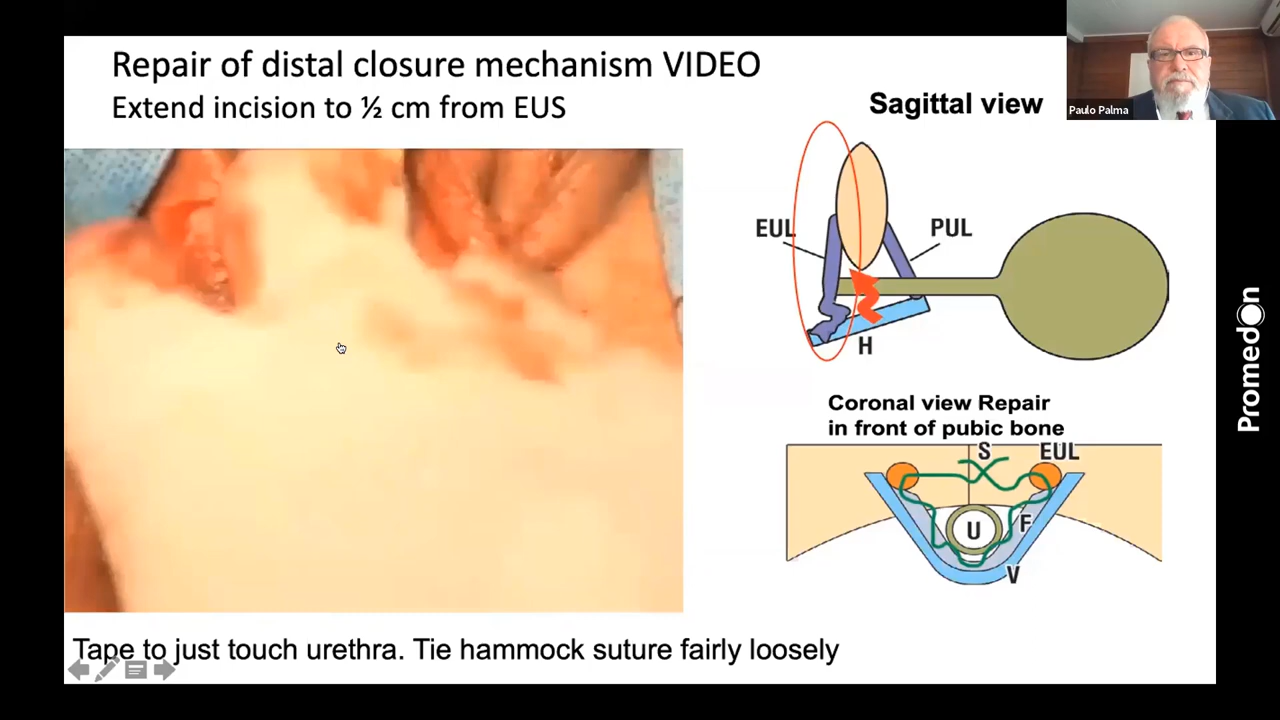 Repair of distal closure mechanism VIDEO
Extend incision to ½ cm from EUS
Paulo Palma
Sagittal view
EUL
PUL
H
Coronal view Repair
in front of pubic bone
S
EUL
U
F
V
Tape to just touch urethra. Tie hammock suture fairly loosely
Promedon